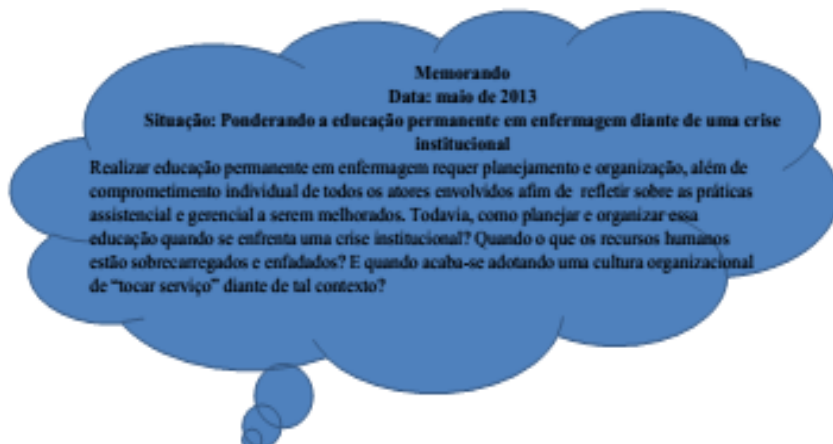 Memorando
Data: maio de 2013
Situação: Ponderando a educação permanente em enfermagem diante de uma crise
institucional
Realizar educação permanente em enfermagem requer planejamento e organização, além de
comprometimento individual de todos os atores envolvidos afim de refletir sobre as práticas
assistencial e gerencial a serem melhorados. Todavia, como planejar e organizar essa
educação quando se enfrenta uma crise institucional? Quando o que os recursos humanos
estão sobrecarregados e enfadados? E quando acaba-se adotando uma cultura organizacional
de “tocar serviço” diante de tal contexto?